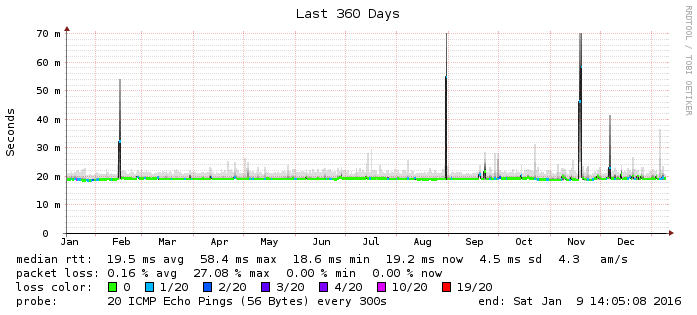 Last 360 Days
RRDTOOL / TOBI OETIKER
Seconds
70 m
60 m
50 m
40 m
30 m
20 m
10 m
0
Jan Feb Mar Apr May Jun Jul Aug Sep Oct Nov Dec
median rtt: 19.5 ms avg 58.4 ms max 18.6 ms min 19.2 ms now 4.5 ms sd 4.3 am/s
packet loss: 0.16 % avg 27.08 % max 0.00 % min 0.00 % now
loss color: 0 1/20 2/20 3/20 4/20 10/20 19/20
probe: 20 ICMP Echo Pings (56 Bytes) every 300s end: Sat Jan 9 14:05:08 2016